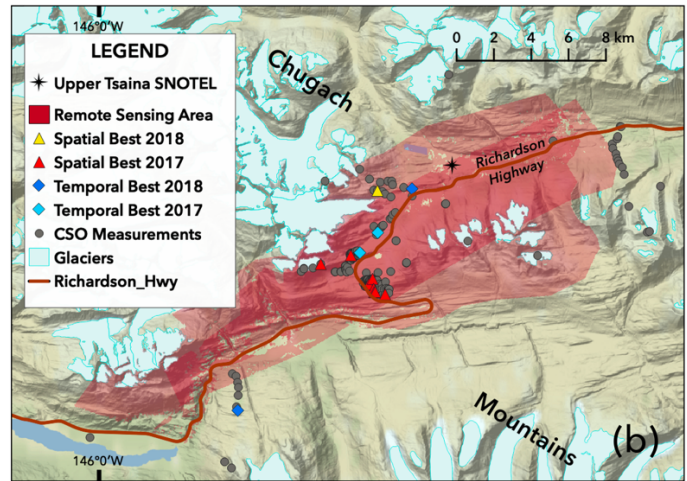 146°0'W
LEGEND
Upper Tsaina SNOTEL
Remote Sensing Area
Spatial Best 2018
Spatial Best 2017
Temporal Best 2018
Temporal Best 2017
CSO Measurements
Glaciers
Richardson_Hwy
0 2 4 6 8 km
Chugach
Richardson
Highway
Mountains
(b)
146°0'W